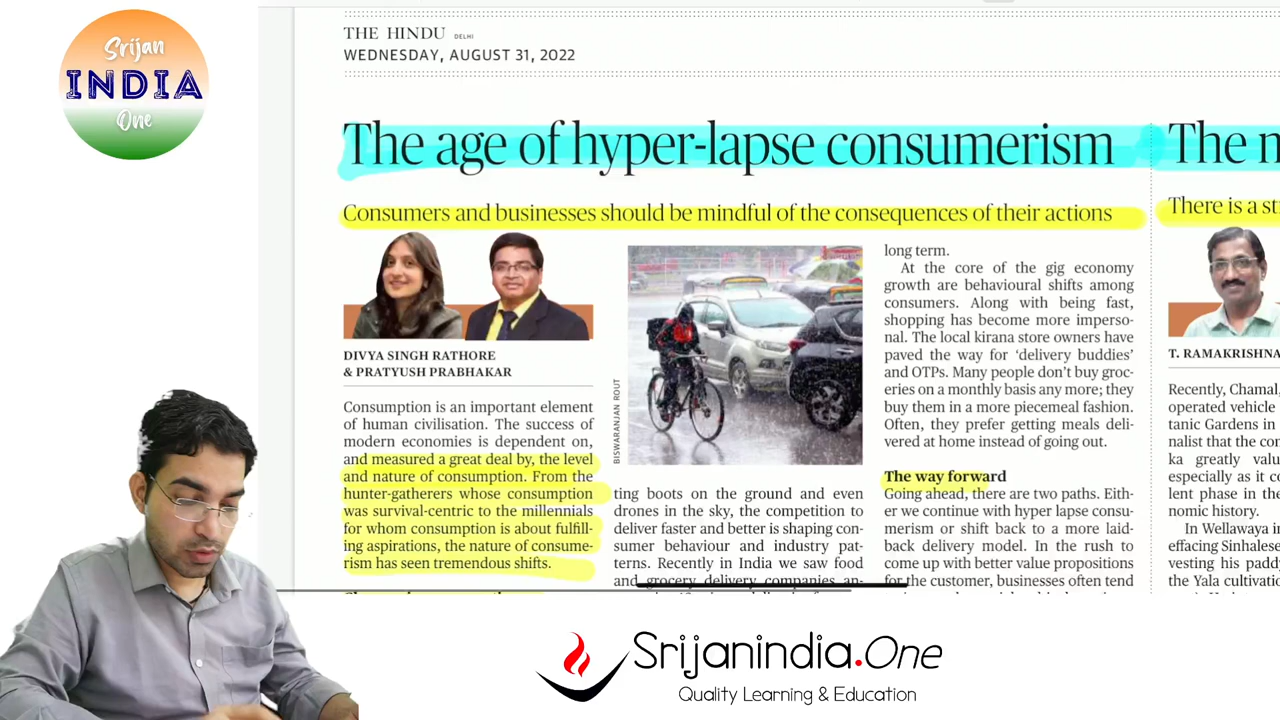 Srijan
INDIA
One
THE HINDU DELHI
WEDNESDAY, AUGUST 31, 2022
The age of hyper-lapse consumerism
Consumers and businesses should be mindful of the consequences of their actions
DIVYA SINGH RATHORE
& PRATYUSH PRABHAKAR
Consumption is an important element
of human civilisation. The success of
modern economies is dependent on,
and measured a great deal by, the level
and nature of consumption. From the
hunter-gatherers whose consumption
was survival-centric to the millennials
for whom consumption is about fulfill-
ing aspirations, the nature of consume-
rism has seen tremendous shifts.
BISWARANJAN ROUT
ting boots on the ground and even
drones in the sky, the competition to
deliver faster and better is shaping con-
sumer behaviour and industry pat-
terns. Recently in India we saw food
and grocery delivery companies an-
long term.
At the core of the gig economy
growth are behavioural shifts among
consumers. Along with being fast,
shopping has become more imperso-
nal. The local kirana store owners have
paved the way for ‘delivery buddies’
and OTPs. Many people don’t buy groc-
eries on a monthly basis any more; they
buy them in a more piecemeal fashion.
Often, they prefer getting meals deli-
vered at home instead of going out.
The way forward
Going ahead, there are two paths. Eith-
er we continue with hyper lapse consu-
merism or shift back to a more laid-
back delivery model. In the rush to
come up with better value propositions
for the customer, businesses often tend
The
There is a
T. RAMAKRISHNA
Recently, Chamal,
operated vehicle
tanic Gardens in
nalist that the
ka greatly
especially as it
lent phase in the
nomic history.
In Wellawaya
effacing Sinhalese
vesting his
the Yala
Srijanindia.One
Quality Learning & Education